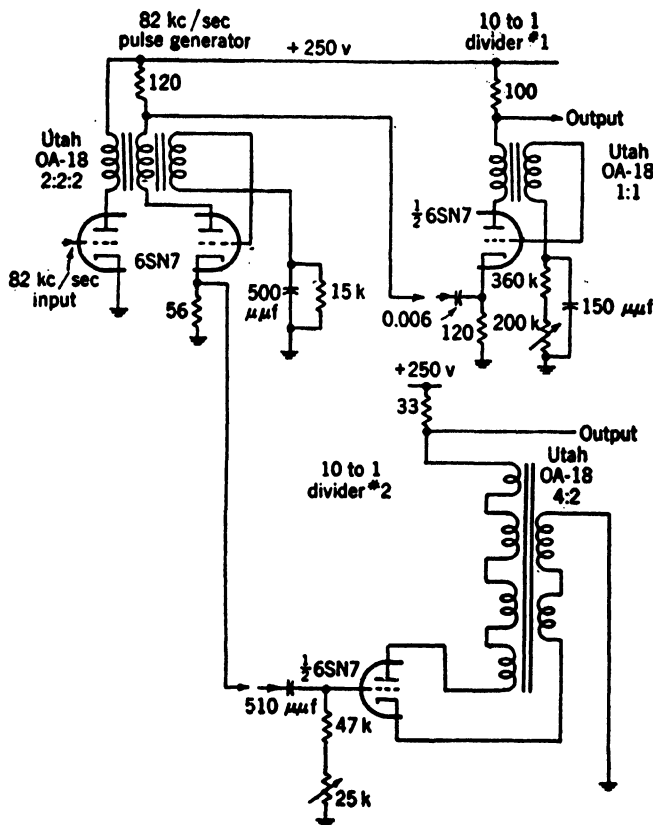 82 kc/sec
pulse generator
+ 250 v
10 to 1
divider #1
120
100
Output
Utah
OA-18
2:2:2
Utah
OA-18
1:1
½ 6SN7
6SN7
82 kc/sec
input
56
500
μμf
15 k
0.006
120
360 k
200 k
150 μμf
+250 v
33
Output
10 to 1
divider #2
Utah
OA-18
4:2
½ 6SN7
510 μμf
47 k
25 k